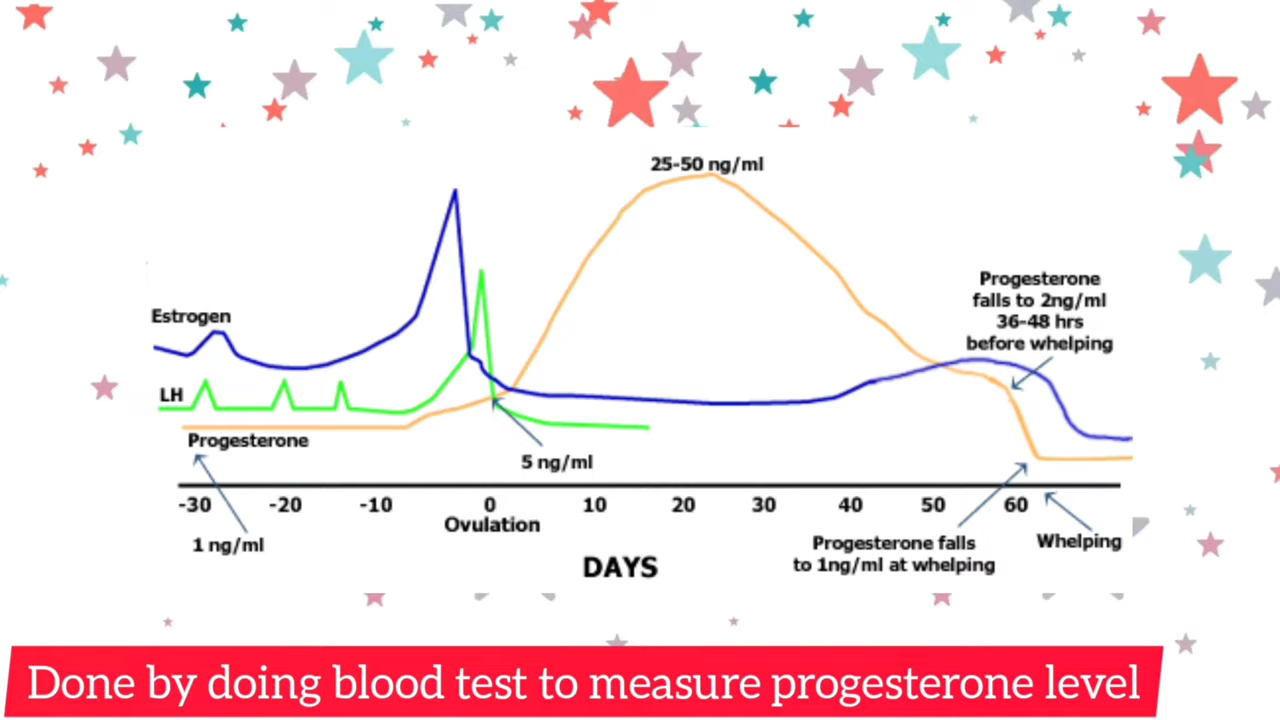 25-50 ng/ml
Progesterone
falls to 2ng/ml
36-48 hrs
before whelping
Estrogen
LH
Progesterone
5 ng/ml
-30 -20 -10 0 10 20 30 40 50 60
Ovulation
1 ng/ml
Progesterone falls
to 1ng/ml at whelping
Whelping
DAYS
Done by doing blood test to measure progesterone level